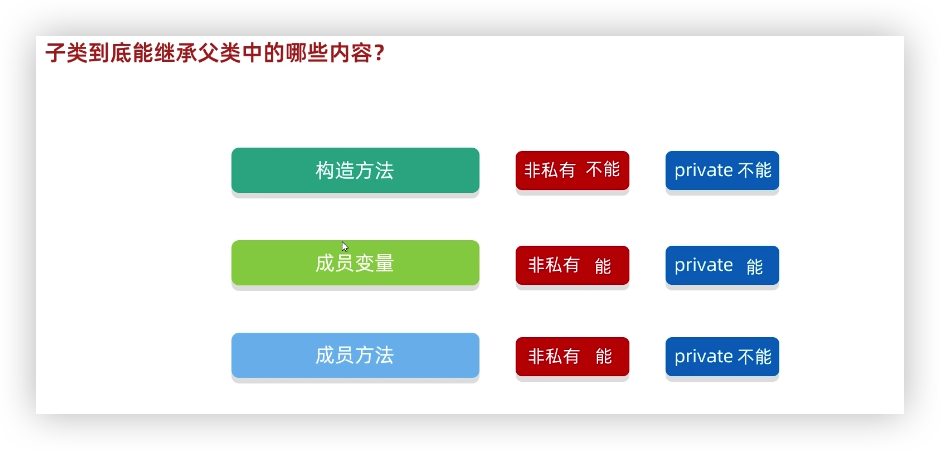 子类到底能继承父类中的哪些内容？
构造方法 非私有 不能 private 不能
成员变量 非私有 能 private 能
成员方法 非私有 能 private 不能